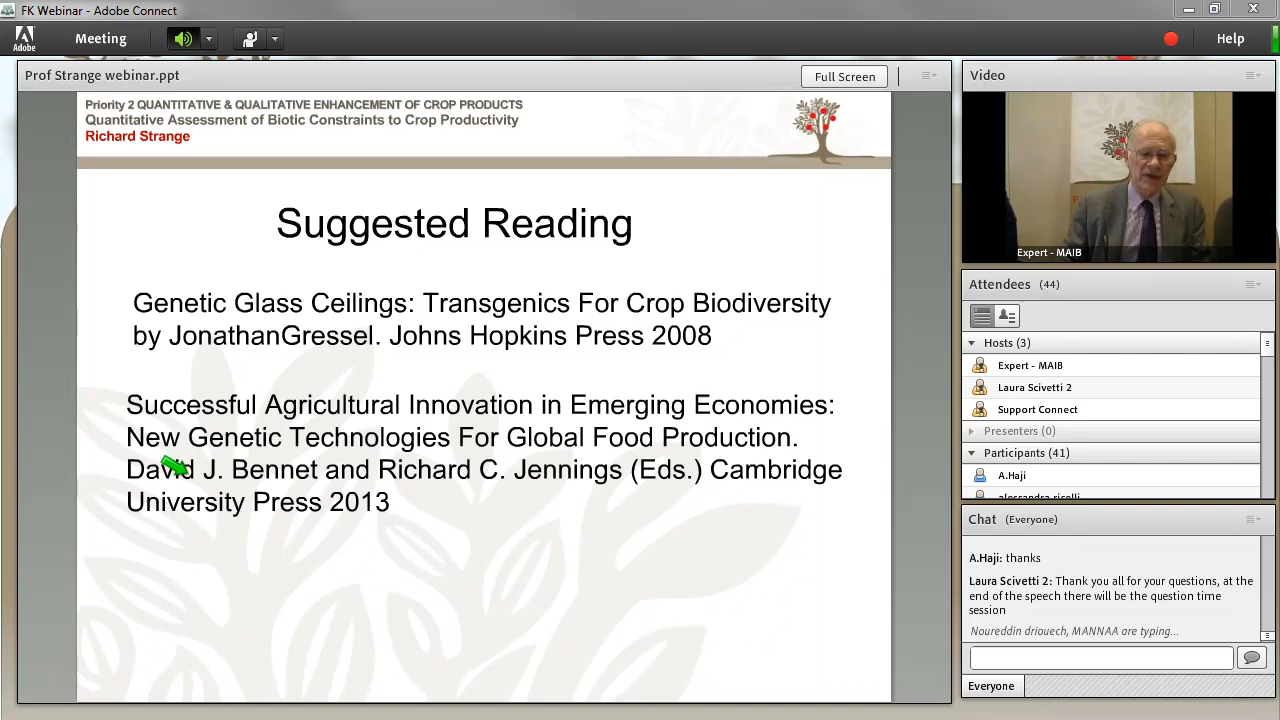 FK Webinar - Adobe Connect
Adobe
Meeting
Help
Prof Strange webinar.ppt
Full Screen
Priority 2 QUANTITATIVE & QUALITATIVE ENHANCEMENT OF CROP PRODUCTS
Quantitative Assessment of Biotic Constraints to Crop Productivity
Richard Strange
Suggested Reading
Genetic Glass Ceilings: Transgenics For Crop Biodiversity
by JonathanGressel. Johns Hopkins Press 2008
Successful Agricultural Innovation in Emerging Economies:
New Genetic Technologies For Global Food Production.
David J. Bennet and Richard C. Jennings (Eds.) Cambridge
University Press 2013
Video
Expert - MAIB
Attendees (44)
Hosts (3)
Expert - MAIB
Laura Scivetti 2
Support Connect
Presenters (0)
Participants (41)
A.Haji
alessandra ricelli
Chat (Everyone)
A.Haji: thanks
Laura Scivetti 2: Thank you all for your questions, at the
end of the speech there will be the question time
session
Noureddin driouech, MANNAA are typing...
Everyone